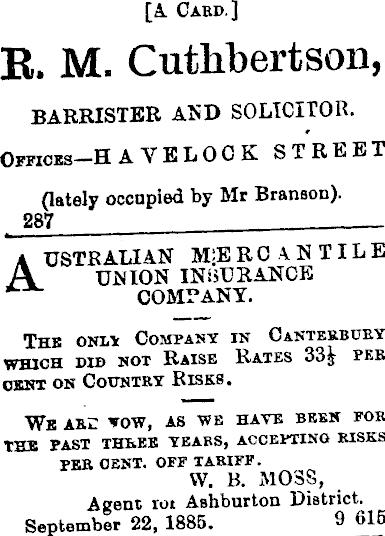 [A CARD.]
R. M. Cuthbertson,
BARRISTER AND SOLICITOR.
OFFICES—HAVELOCK STREET
(lately occupied by Mr Branson).
287
AUSTRALIAN MERCANTILE
UNION INSURANCE
COMPANY.
THE ONLY COMPANY IN CANTERBURY
WHICH DID NOT RAISE RATES 33⅓ PER
CENT ON COUNTRY RISKS.
WE ARE NOW, AS WE HAVE BEEN FOR
THE PAST THREE YEARS, ACCEPTING RISKS
PER CENT. OFF TARIFF.
W. B. MOSS,
Agent for Ashburton District.
September 22, 1885. 9 615